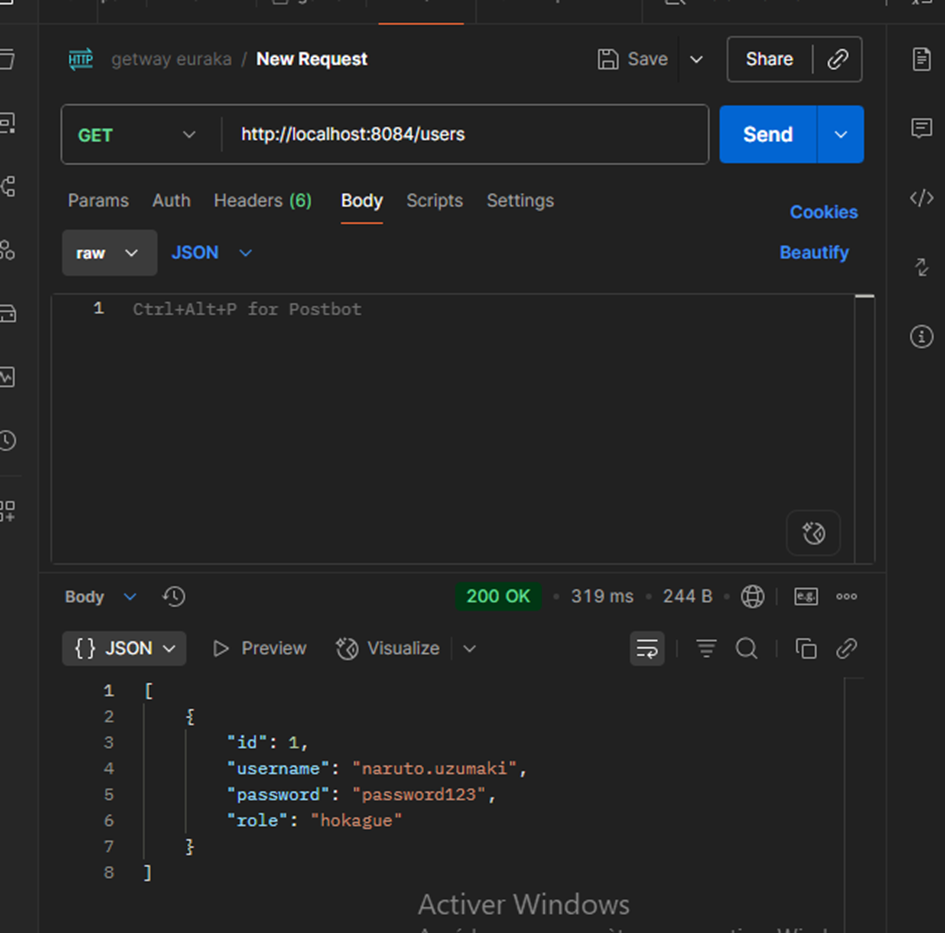 HTTP getway euraka / New Request Save Share
GET http://localhost:8084/users Send
Params Auth Headers (6) Body Scripts Settings Cookies
raw JSON Beautify
1 Ctrl+Alt+P for Postbot
Body 200 OK • 319 ms • 244 B • e.g.
{} JSON Preview Visualize
1 [
2 {
3 "id": 1,
4 "username": "naruto.uzumaki",
5 "password": "password123",
6 "role": "hokague"
7 }
8 ]
Activer Windows